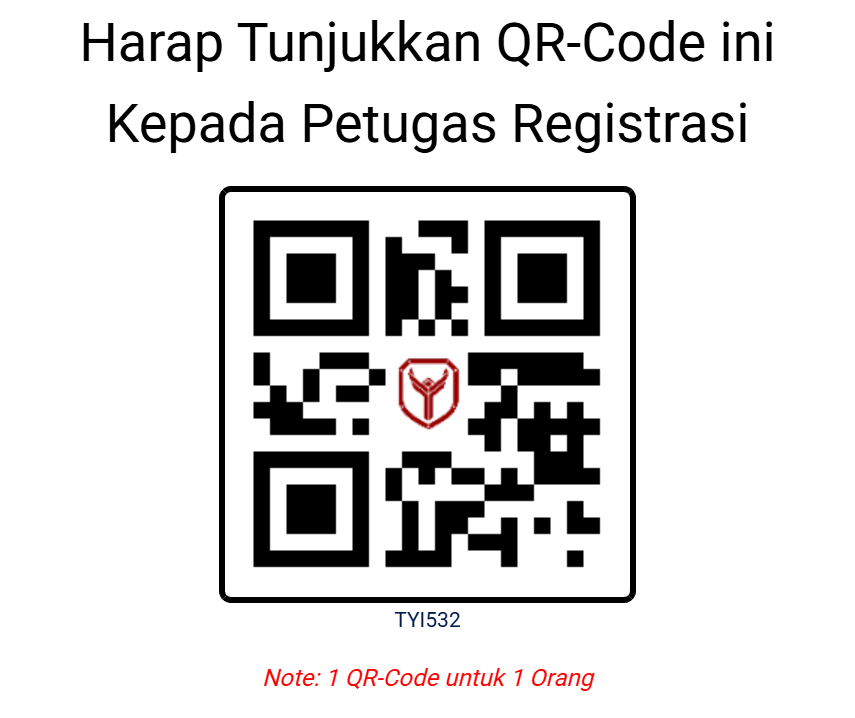 Harap Tunjukkan QR-Code ini
Kepada Petugas Registrasi
TYI532
Note: 1 QR-Code untuk 1 Orang